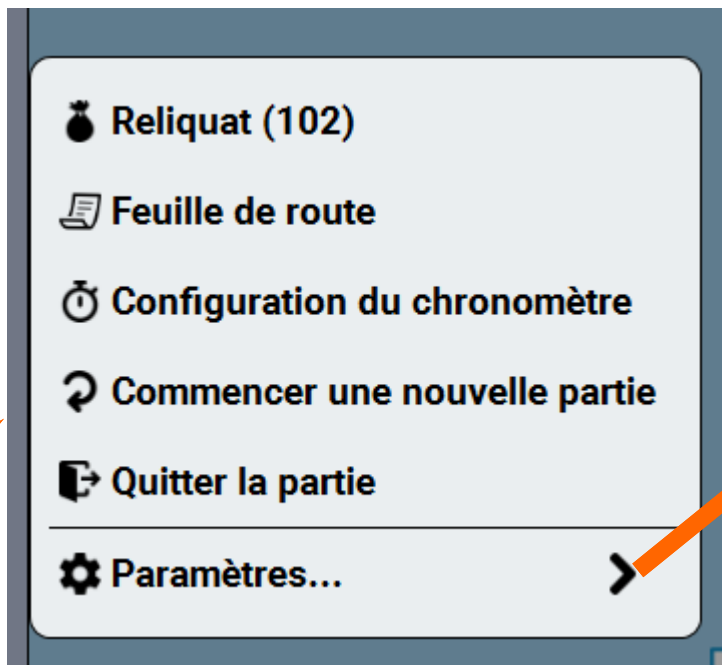 Reliquat (102)
Feuille de route
Configuration du chronomètre
Commencer une nouvelle partie
Quitter la partie
Paramètres...